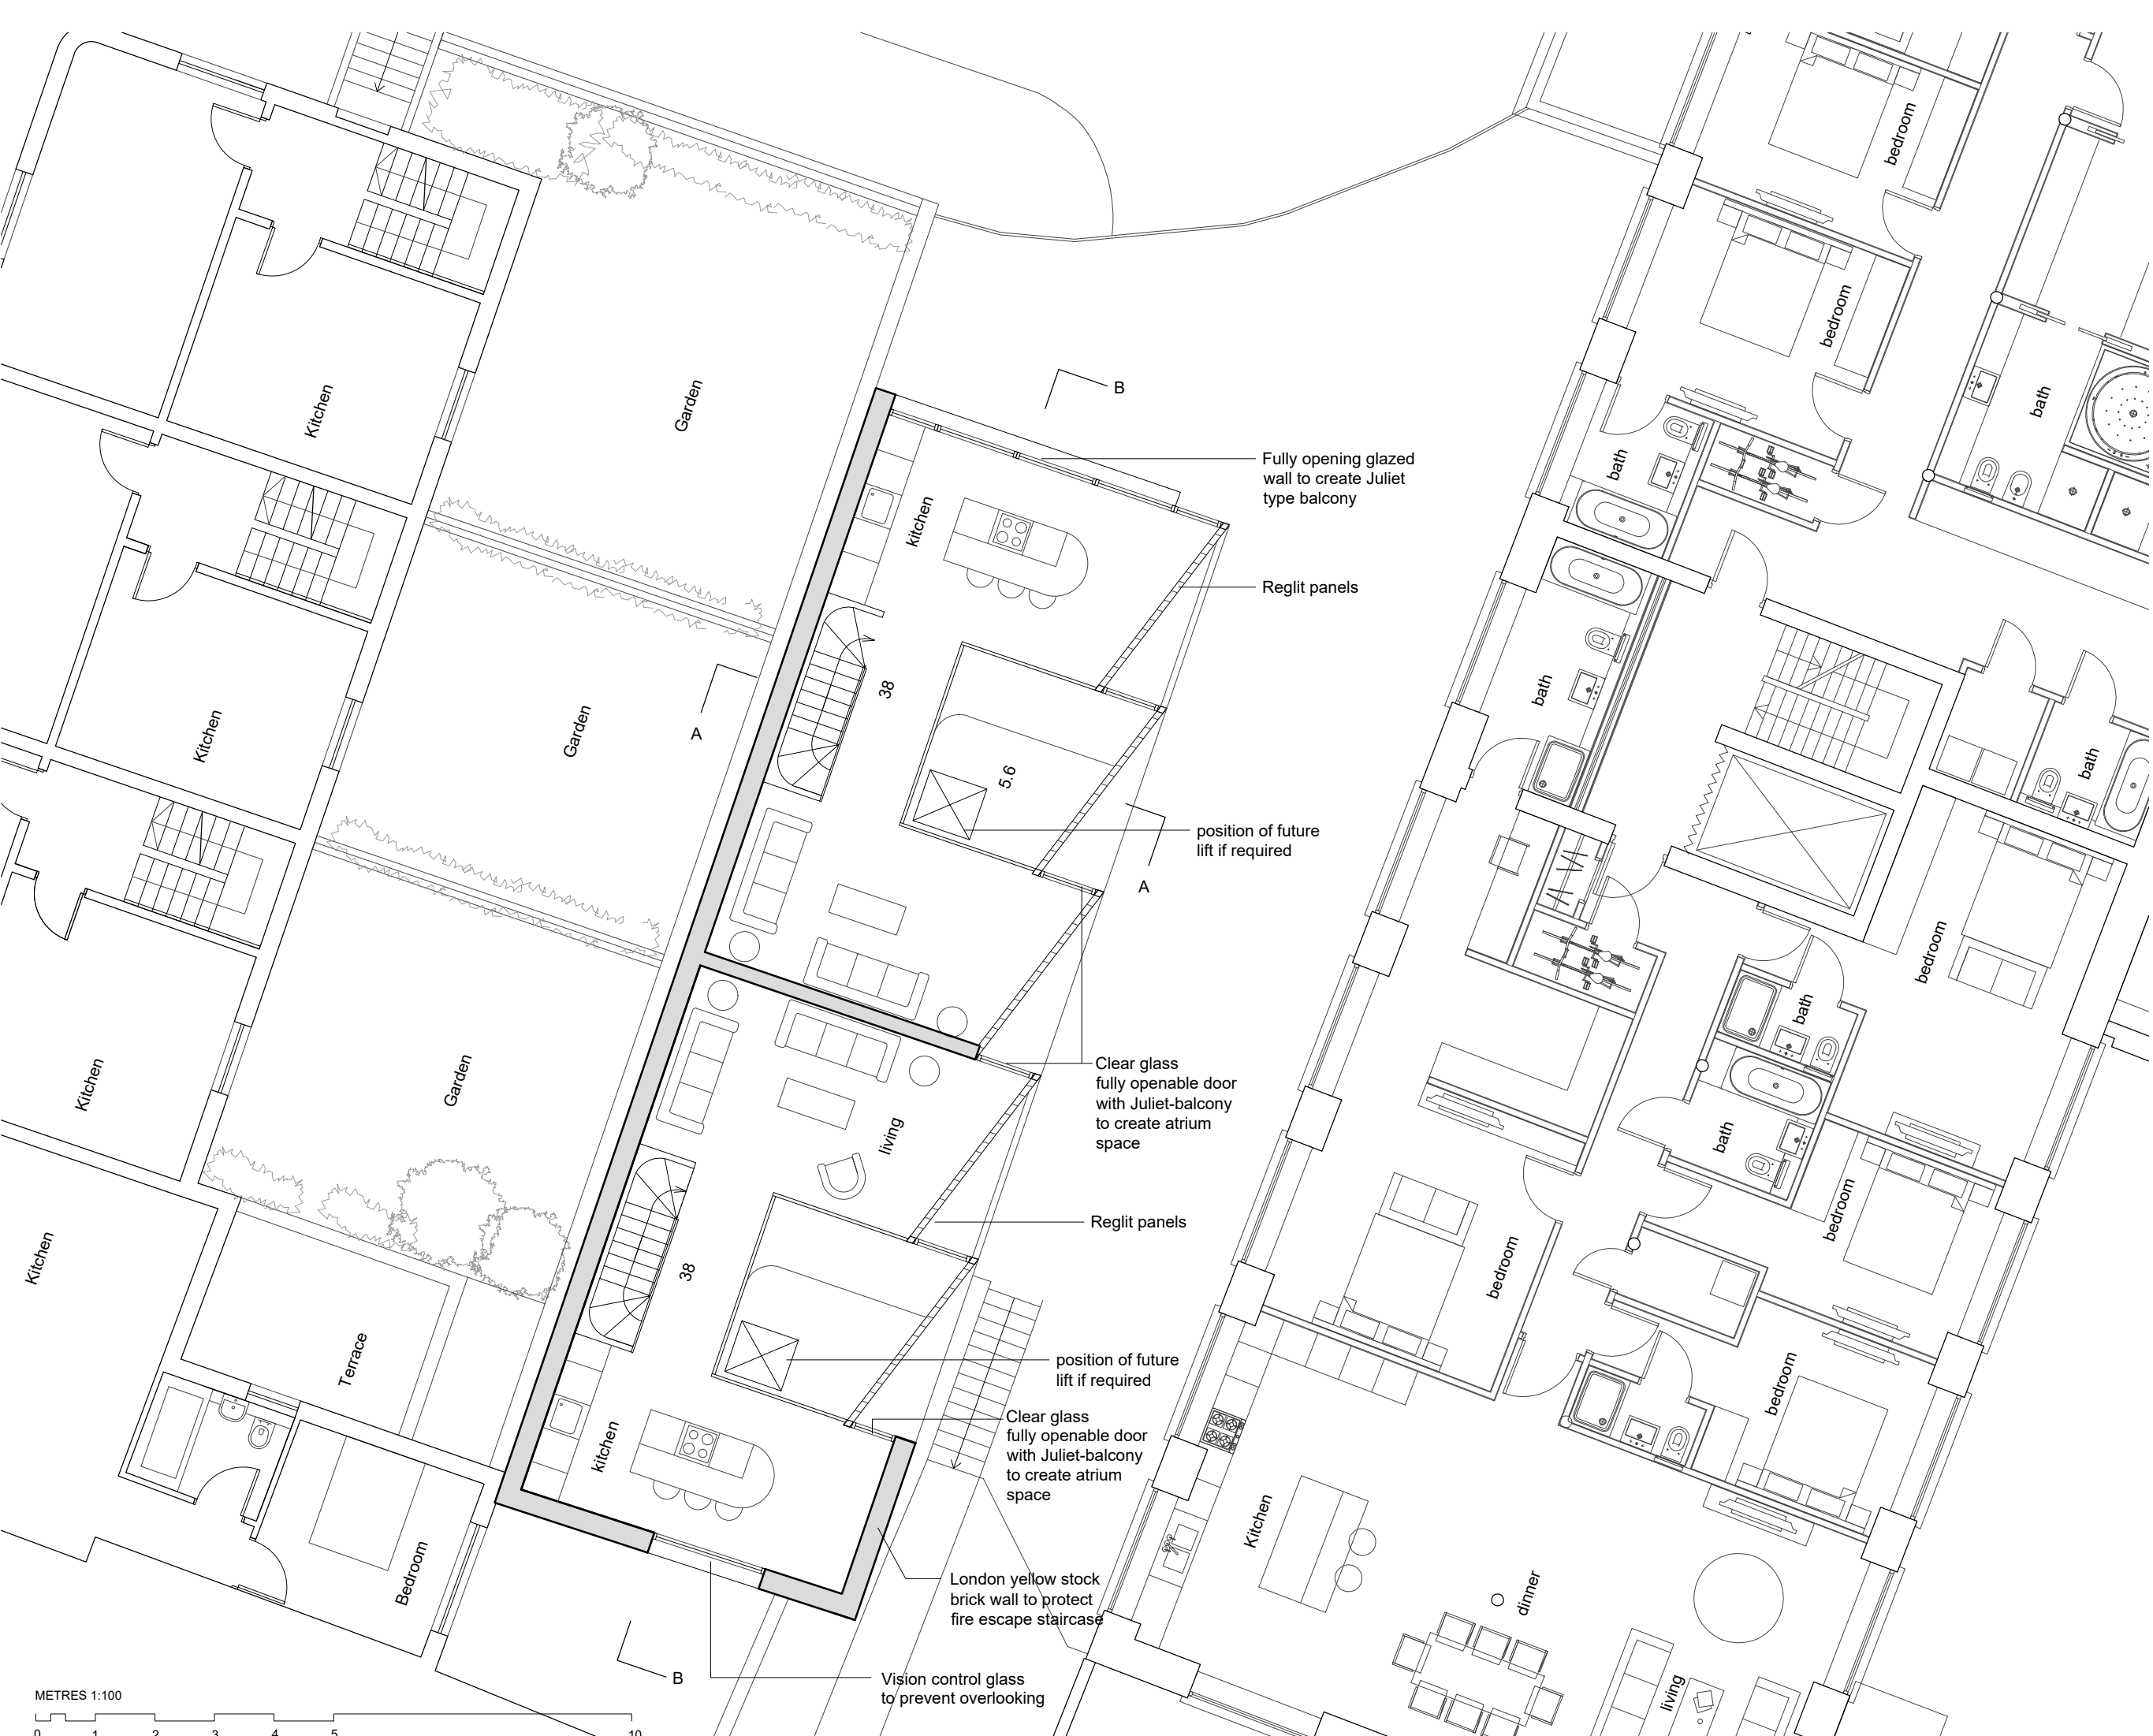 bedroom
bedroom
bath
bath
bath
bath
bedroom
bath
bath
bedroom
bedroom
bedroom
Kitchen
dinner
living
Kitchen
Garden
Kitchen
Garden
Kitchen
Garden
Kitchen
Terrace
Bedroom
B
Fully opening glazed
wall to create Juliet
type balcony
kitchen
Reglit panels
38
A
5.6
position of future
lift if required
A
Clear glass
fully openable door
with Juliet-balcony
to create atrium
space
living
Reglit panels
38
position of future
lift if required
Clear glass
fully openable door
with Juliet-balcony
to create atrium
space
kitchen
London yellow stock
brick wall to protect
fire escape staircase
B
Vision control glass
to prevent overlooking
METRES 1:100
0 1 2 3 4 5 10